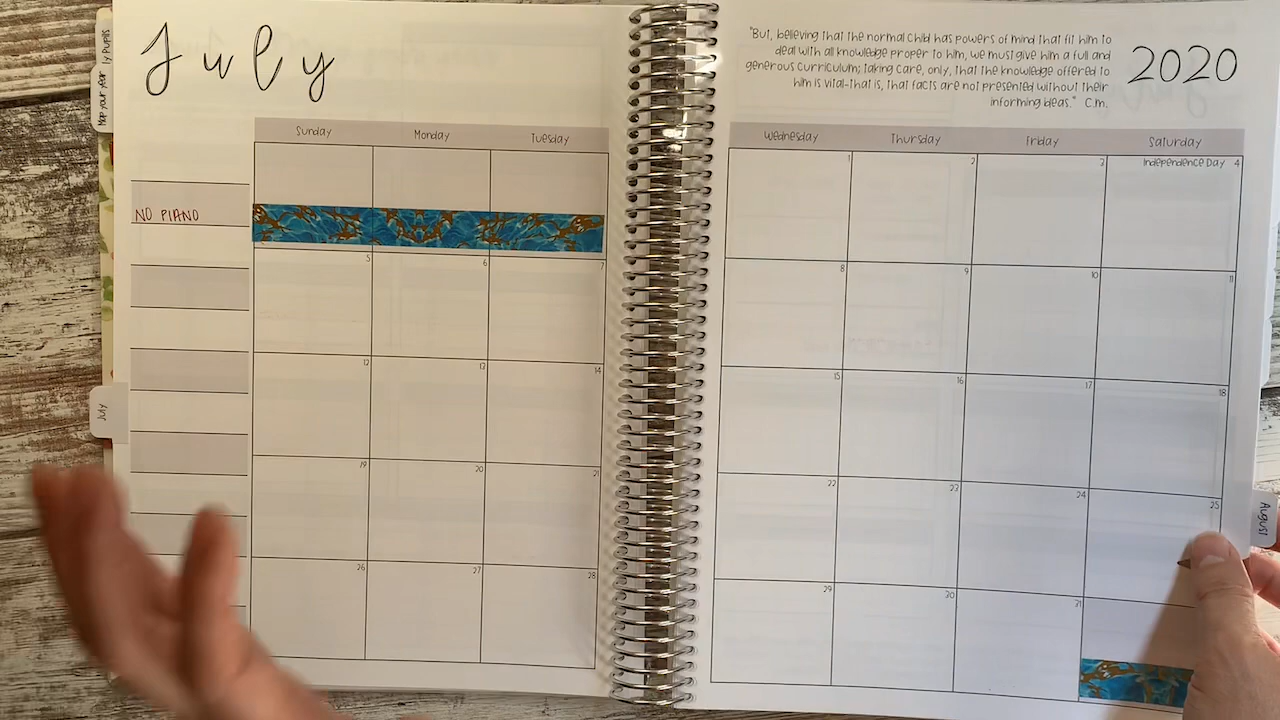 July
"But, believing that the normal child has powers of mind that fit him to
deal with all knowledge proper to him, we must give him a full and
generous curriculum; taking care, only, that the knowledge offered to
him is vital-that is, that facts are not presented without their
informing ideas." C.M.
2020
Map your year
ly Pupils
Sunday Monday Tuesday Wednesday Thursday Friday Saturday
1 2 3 Independence Day 4
NO PIANO
5 6 7 8 9 10 11
12 13 14 15 16 17 18
July
19 20 21 22 23 24 25
August
26 27 28 29 30 31